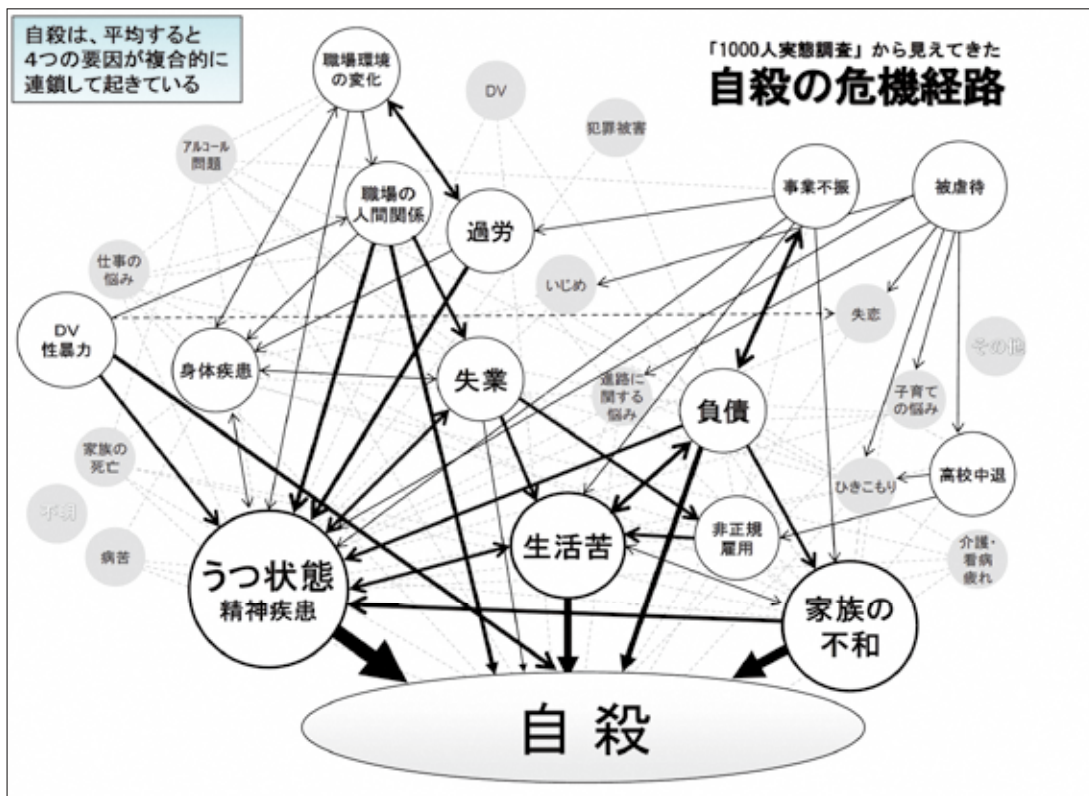 自殺は、平均すると
4つの要因が複合的に
連鎖して起きている
「1000人実態調査」から見えてきた
自殺の危機経路
職場環境
の変化
DV
犯罪被害
アルコール
問題
職場の
人間関係
過労
事業不振
被虐待
仕事の
悩み
いじめ
失恋
その他
DV
性暴力
身体疾患
失業
進路に
関する
悩み
負債
子育て
の悩み
家族の
死亡
ひきこもり
高校中退
不明
病苦
うつ状態
精神疾患
生活苦
非正規
雇用
介護・
看病
疲れ
家族の
不和
自殺